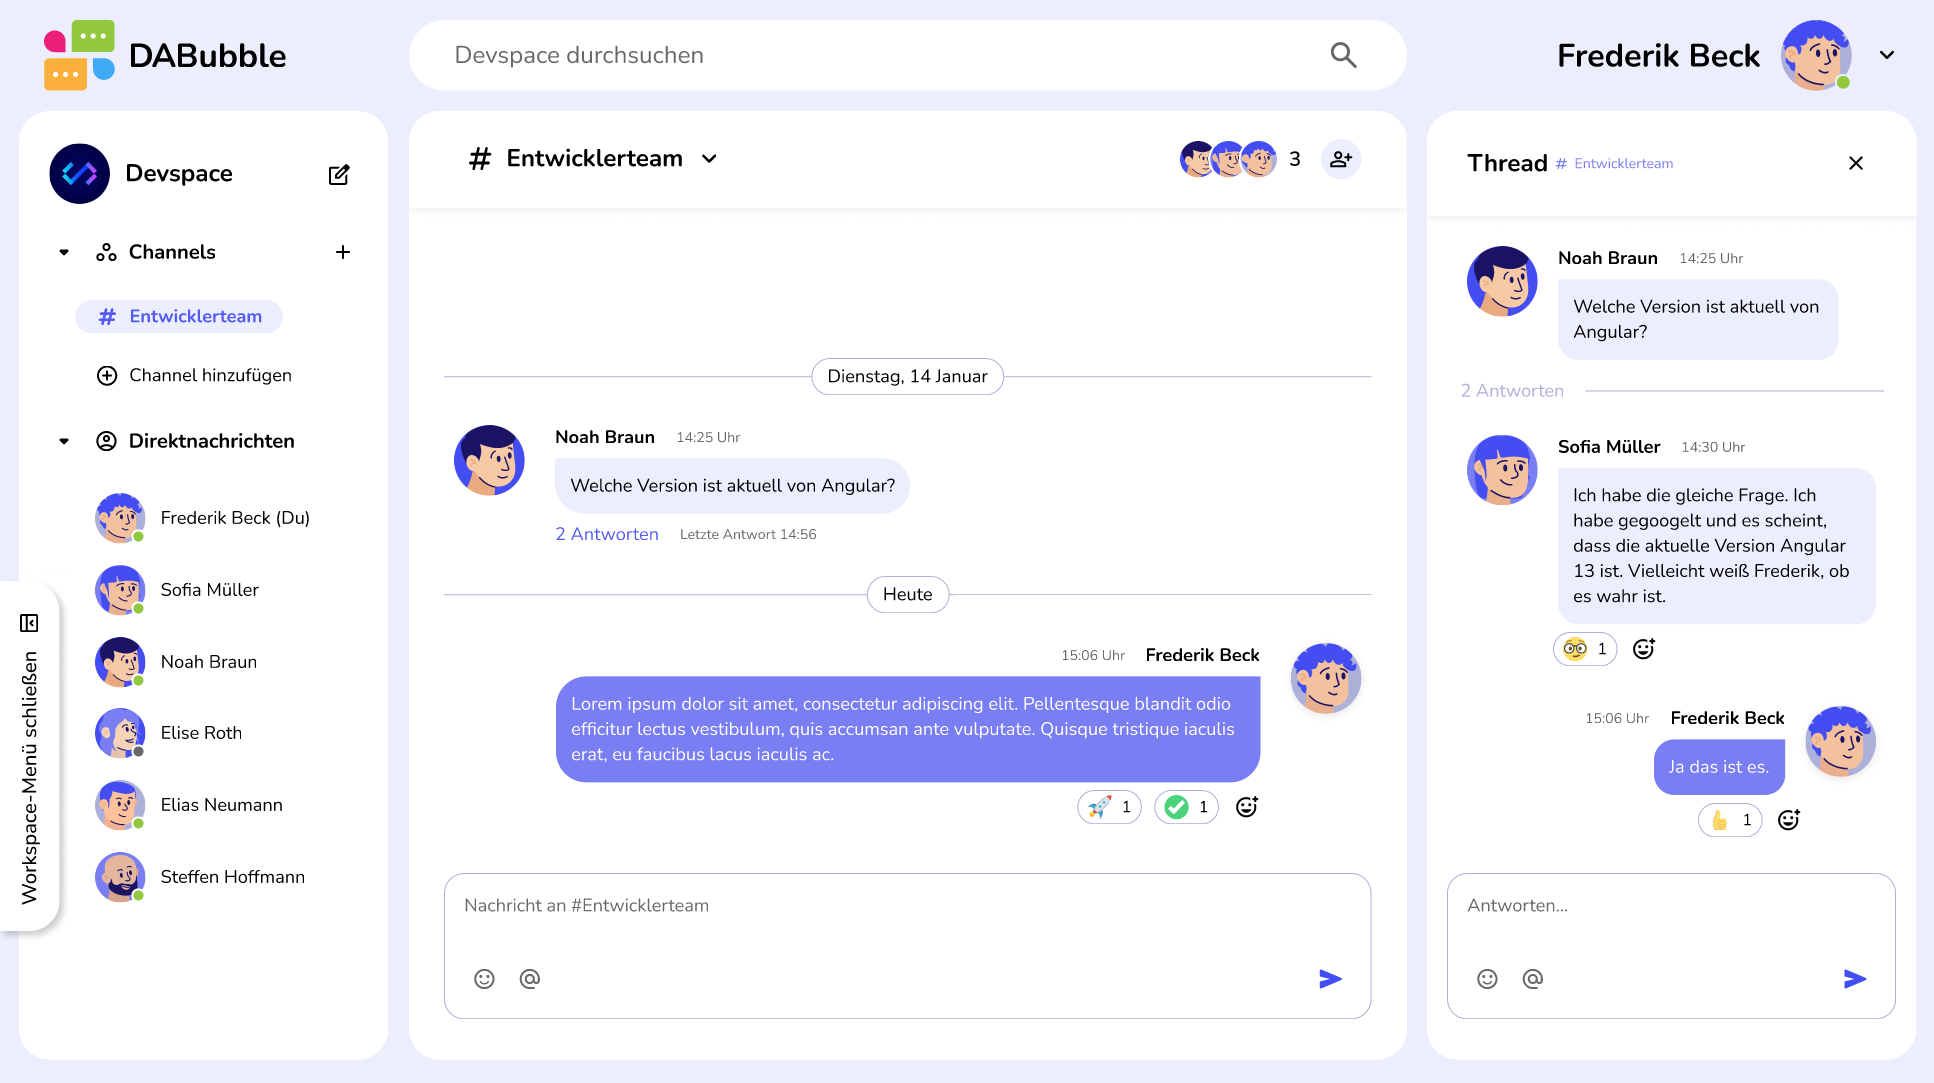 DABubble
Devspace durchsuchen
Frederik Beck
Devspace
Channels
# Entwicklerteam
Channel hinzufügen
Direktnachrichten
Frederik Beck (Du)
Sofia Müller
Noah Braun
Elise Roth
Elias Neumann
Steffen Hoffmann
Workspace-Menü schließen
# Entwicklerteam
3
Dienstag, 14 Januar
Noah Braun 14:25 Uhr
Welche Version ist aktuell von Angular?
2 Antworten Letzte Antwort 14:56
Heute
15:06 Uhr Frederik Beck
Lorem ipsum dolor sit amet, consectetur adipiscing elit. Pellentesque blandit odio
efficitur lectus vestibulum, quis accumsan ante vulputate. Quisque tristique iaculis
erat, eu faucibus lacus iaculis ac.
1 1
Nachricht an #Entwicklerteam
@
Thread # Entwicklerteam
Noah Braun 14:25 Uhr
Welche Version ist aktuell von
Angular?
2 Antworten
Sofia Müller 14:30 Uhr
Ich habe die gleiche Frage. Ich
habe gegoogelt und es scheint,
dass die aktuelle Version Angular
13 ist. Vielleicht weiß Frederik, ob
es wahr ist.
1
15:06 Uhr Frederik Beck
Ja das ist es.
1
Antworten...
@